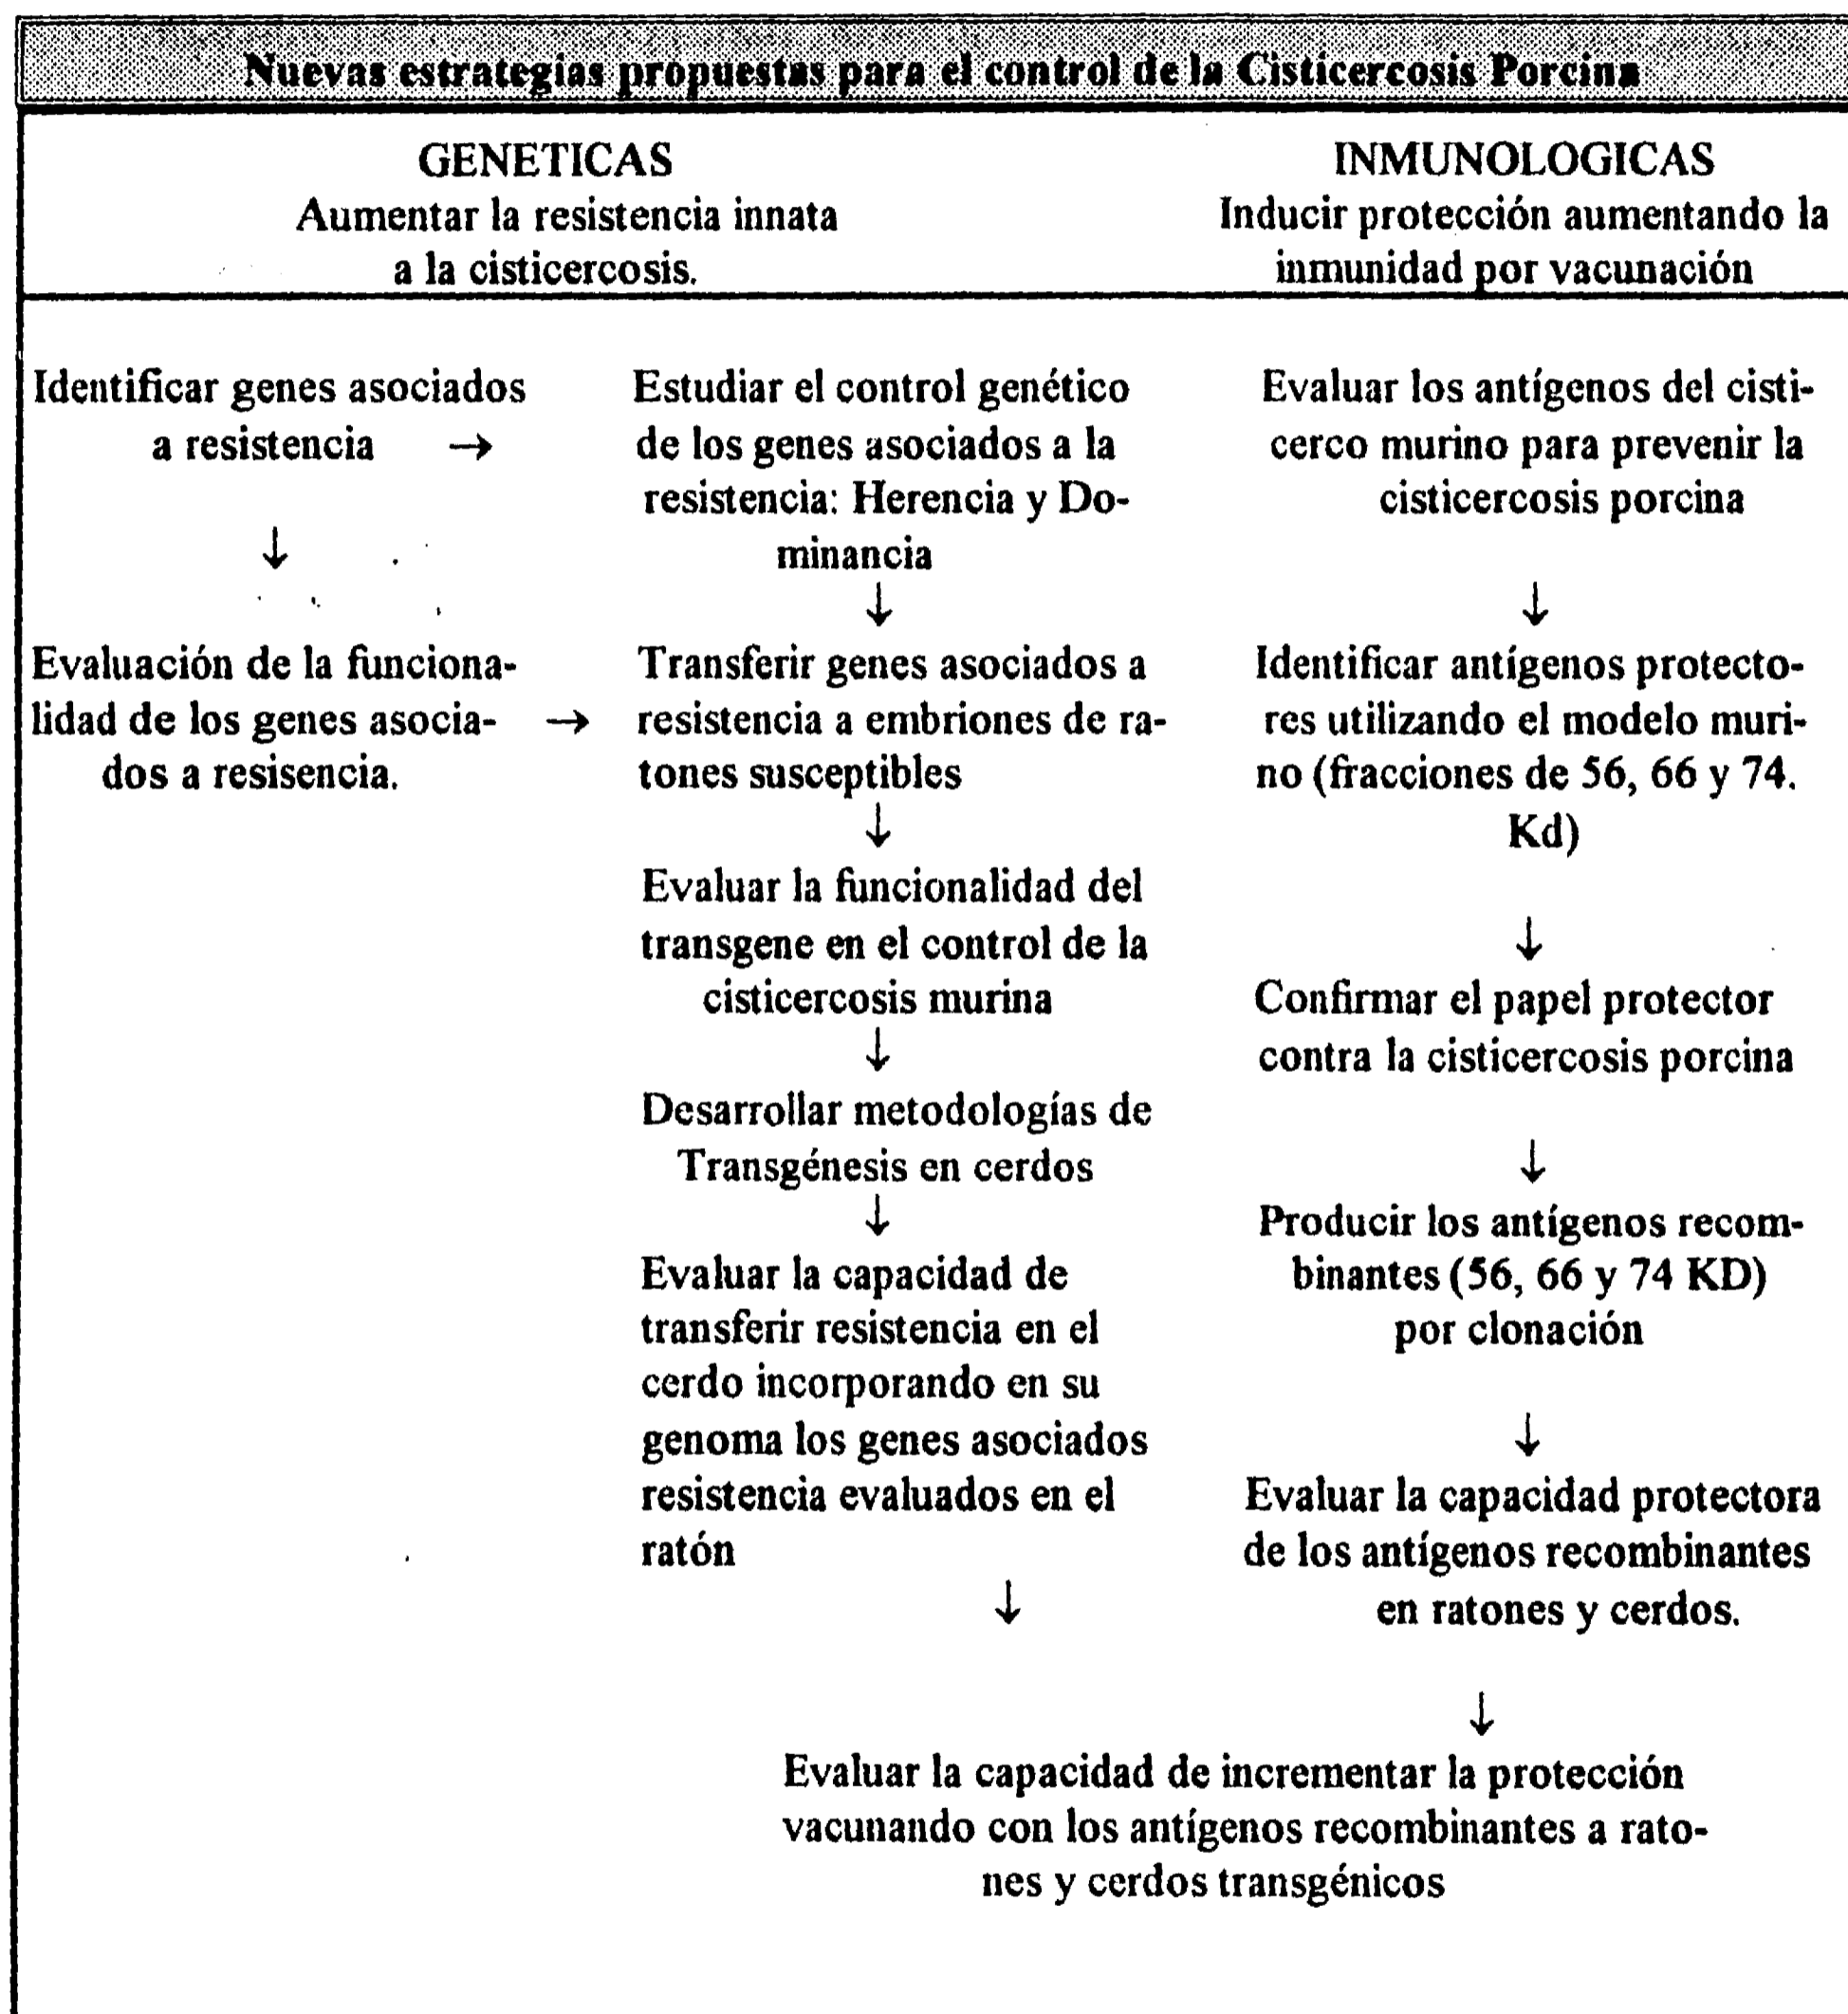 Nuevas estrategias propuestas para el control de la Cisticercosis Porcina
GENETICAS
Aumentar la resistencia innata
a la cisticercosis.
INMUNOLOGICAS
Inducir protección aumentando la
inmunidad por vacunación
Identificar genes asociados
a resistencia →
↓
Evaluación de la funciona-
lidad de los genes asocia- →
dos a resisencia.
Estudiar el control genético
de los genes asociados a la
resistencia: Herencia y Do-
minancia
↓
Transferir genes asociados a
resistencia a embriones de ra-
tones susceptibles
↓
Evaluar la funcionalidad del
transgene en el control de la
cisticercosis murina
↓
Desarrollar metodologías de
Transgénesis en cerdos
↓
Evaluar la capacidad de
transferir resistencia en el
cerdo incorporando en su
genoma los genes asociados
resistencia evaluados en el
ratón
↓
Evaluar los antígenos del cisti-
cerco murino para prevenir la
cisticercosis porcina
↓
Identificar antígenos protecto-
res utilizando el modelo muri-
no (fracciones de 56, 66 y 74.
Kd)
↓
Confirmar el papel protector
contra la cisticercosis porcina
↓
Producir los antígenos recom-
binantes (56, 66 y 74 KD)
por clonación
↓
Evaluar la capacidad protectora
de los antígenos recombinantes
en ratones y cerdos.
↓
Evaluar la capacidad de incrementar la protección
vacunando con los antígenos recombinantes a rato-
nes y cerdos transgénicos